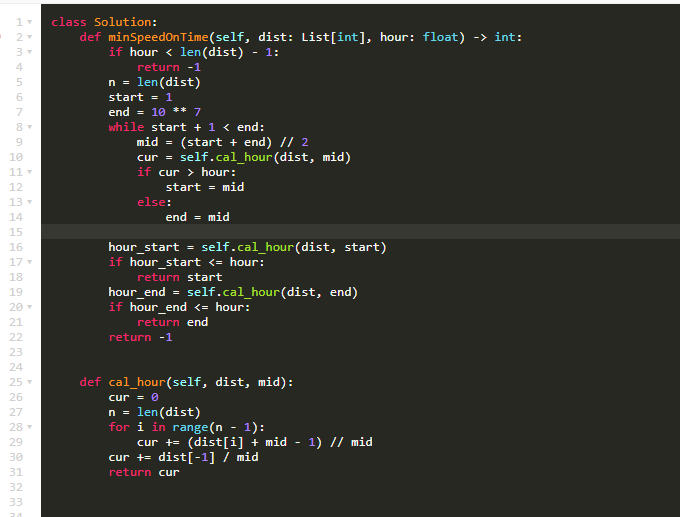 1 class Solution:
2     def minSpeedOnTime(self, dist: List[int], hour: float) -> int:
3         if hour < len(dist) - 1:
4             return -1
5         n = len(dist)
6         start = 1
7         end = 10 ** 7
8         while start + 1 < end:
9             mid = (start + end) // 2
10             cur = self.cal_hour(dist, mid)
11             if cur > hour:
12                 start = mid
13             else:
14                 end = mid
15
16         hour_start = self.cal_hour(dist, start)
17         if hour_start <= hour:
18             return start
19         hour_end = self.cal_hour(dist, end)
20         if hour_end <= hour:
21             return end
22         return -1
23
24
25     def cal_hour(self, dist, mid):
26         cur = 0
27         n = len(dist)
28         for i in range(n - 1):
29             cur += (dist[i] + mid - 1) // mid
30         cur += dist[-1] / mid
31         return cur
32
33
34